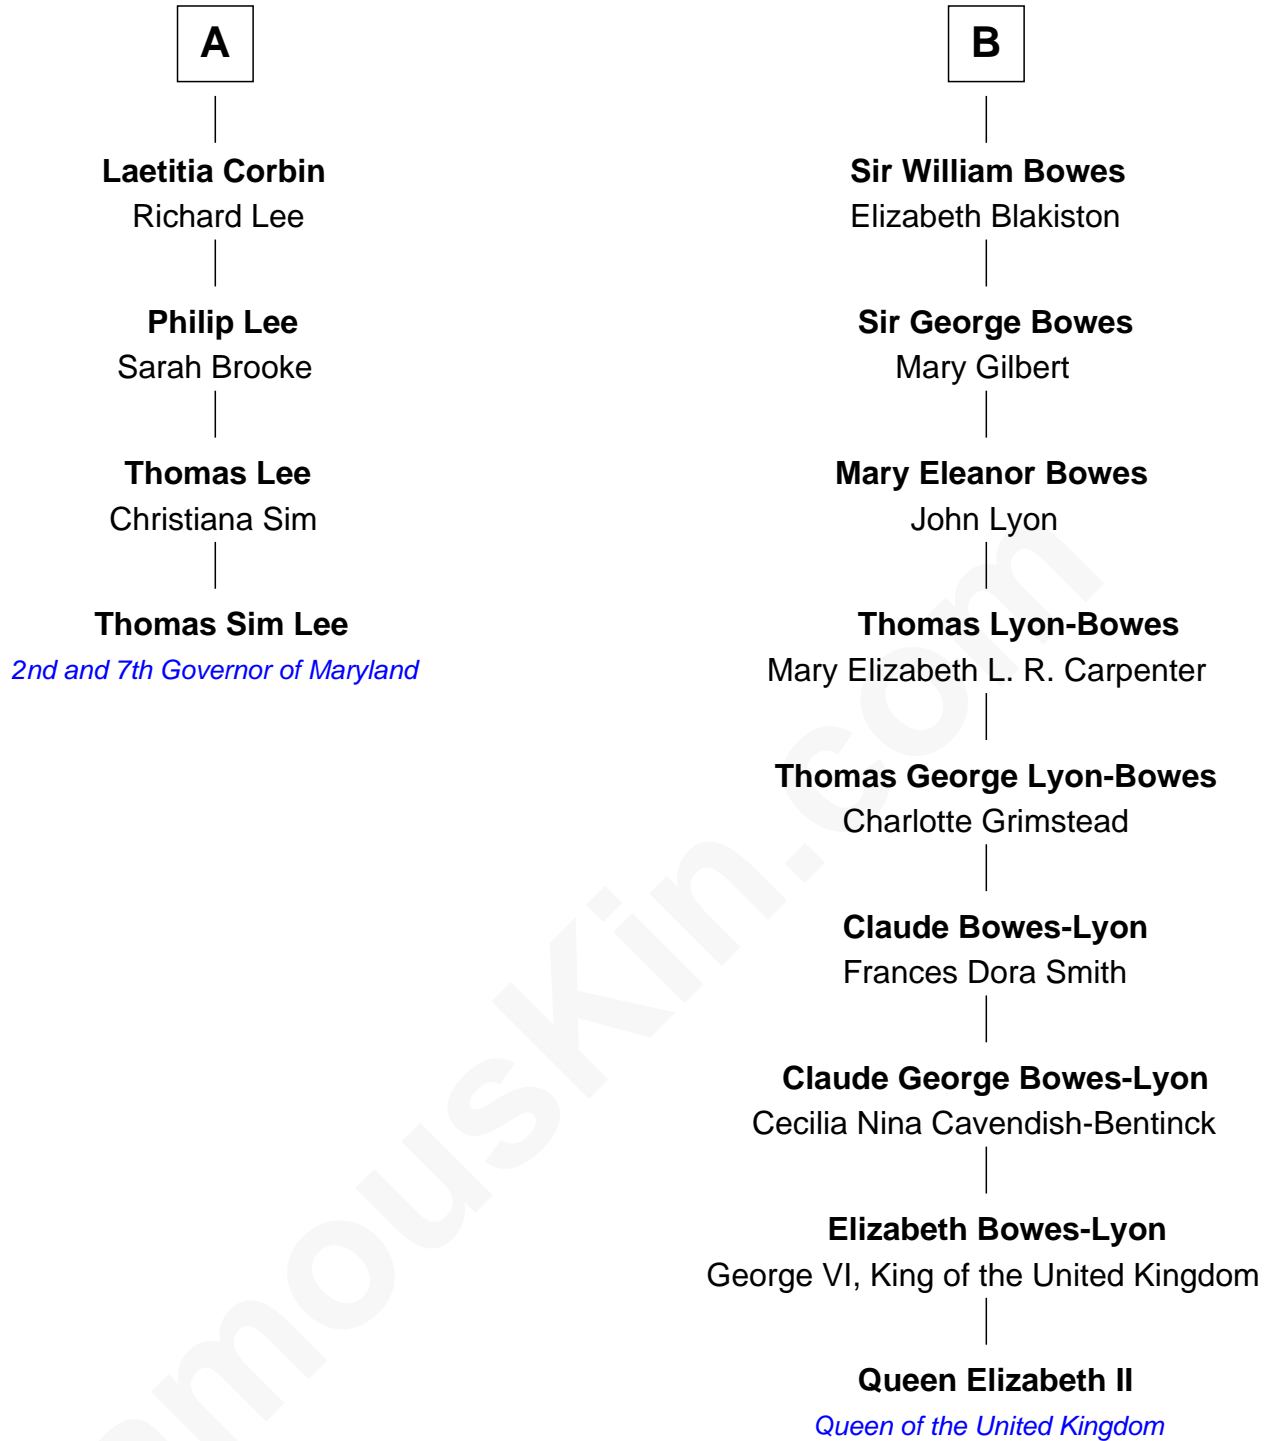 A
Laetitia Corbin
Richard Lee
Philip Lee
Sarah Brooke
Thomas Lee
Christiana Sim
Thomas Sim Lee
2nd and 7th Governor of Maryland
B
Sir William Bowes
Elizabeth Blakiston
Sir George Bowes
Mary Gilbert
Mary Eleanor Bowes
John Lyon
Thomas Lyon-Bowes
Mary Elizabeth L. R. Carpenter
Thomas George Lyon-Bowes
Charlotte Grimstead
Claude Bowes-Lyon
Frances Dora Smith
Claude George Bowes-Lyon
Cecilia Nina Cavendish-Bentinck
Elizabeth Bowes-Lyon
George VI, King of the United Kingdom
Queen Elizabeth II
Queen of the United Kingdom
amouskin.com